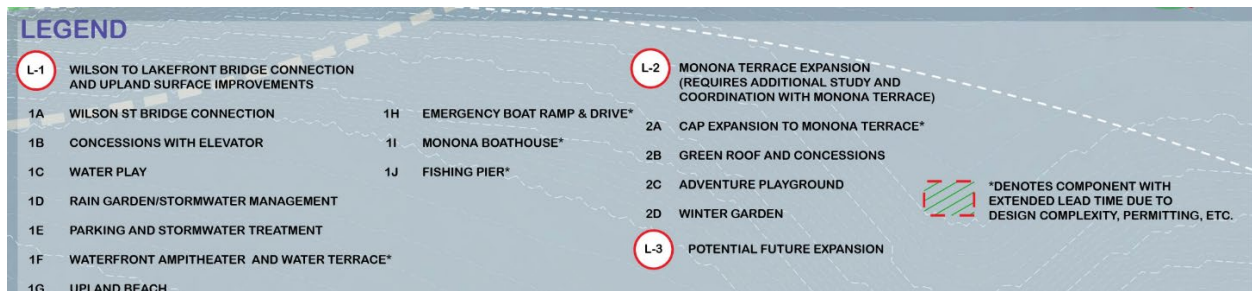 LEGEND
L-1 WILSON TO LAKEFRONT BRIDGE CONNECTION
AND UPLAND SURFACE IMPROVEMENTS
1A WILSON ST BRIDGE CONNECTION
1B CONCESSIONS WITH ELEVATOR
1C WATER PLAY
1D RAIN GARDEN/STORMWATER MANAGEMENT
1E PARKING AND STORMWATER TREATMENT
1F WATERFRONT AMPITHEATER AND WATER TERRACE*
1G UPLAND BEACH
1H EMERGENCY BOAT RAMP & DRIVE*
1I MONONA BOATHOUSE*
1J FISHING PIER*
L-2 MONONA TERRACE EXPANSION
(REQUIRES ADDITIONAL STUDY AND
COORDINATION WITH MONONA TERRACE)
2A CAP EXPANSION TO MONONA TERRACE*
2B GREEN ROOF AND CONCESSIONS
2C ADVENTURE PLAYGROUND
2D WINTER GARDEN
L-3 POTENTIAL FUTURE EXPANSION
*DENOTES COMPONENT WITH
EXTENDED LEAD TIME DUE TO
DESIGN COMPLEXITY, PERMITTING, ETC.